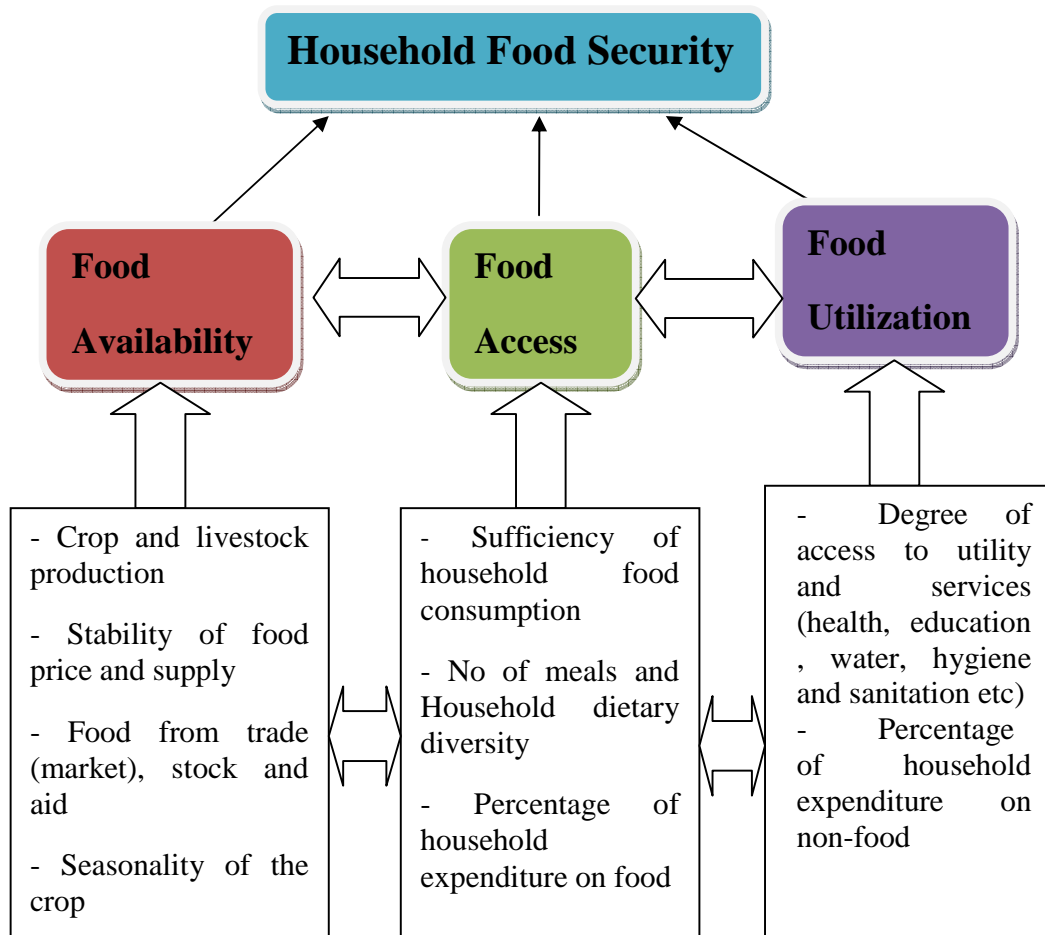 Household Food Security
Food
Availability
Food
Access
Food
Utilization
- Crop and livestock
production
- Stability of food
price and supply
- Food from trade
(market), stock and
aid
- Seasonality of the
crop
- Sufficiency of
household food
consumption
- No of meals and
Household dietary
diversity
- Percentage of
household
expenditure on food
- Degree of
access to utility
and services
(health, education
, water, hygiene
and sanitation etc)
- Percentage
of household
expenditure on
non-food